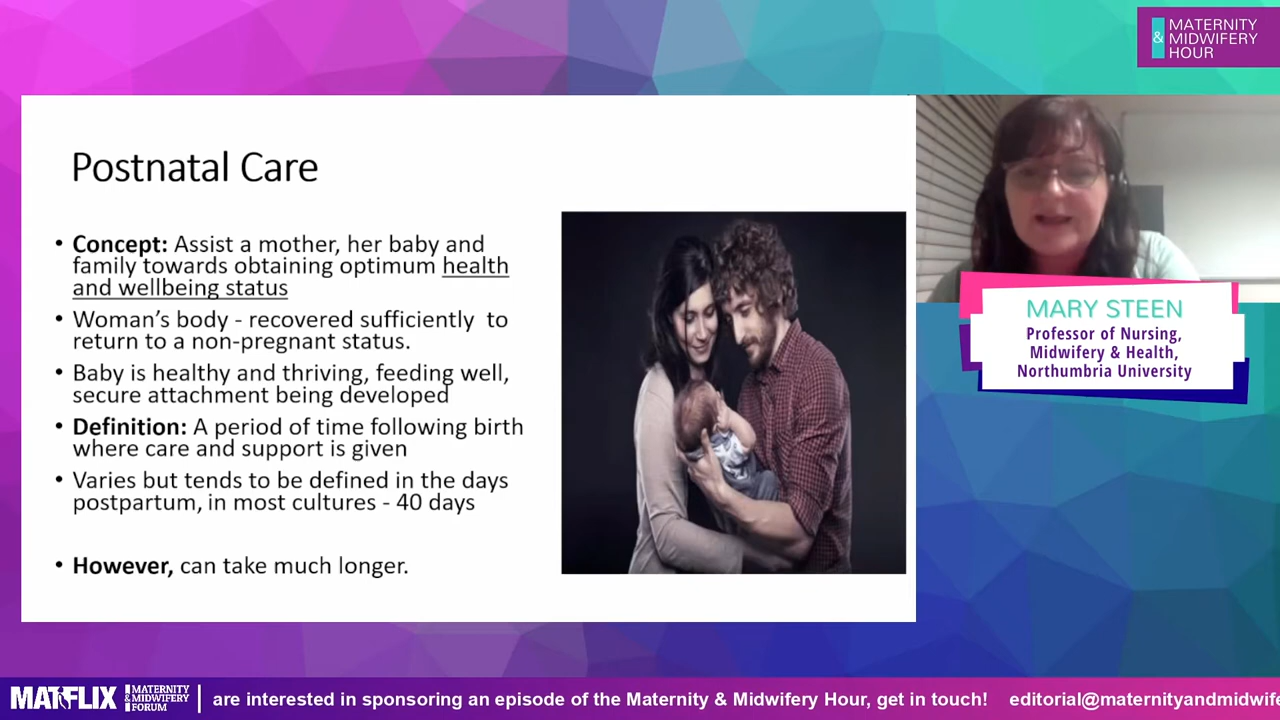 MATERNITY
& MIDWIFERY
HOUR
Postnatal Care
• Concept: Assist a mother, her baby and
family towards obtaining optimum health
and wellbeing status
• Woman's body - recovered sufficiently to
return to a non-pregnant status.
• Baby is healthy and thriving, feeding well,
secure attachment being developed
• Definition: A period of time following birth
where care and support is given
• Varies but tends to be defined in the days
postpartum, in most cultures - 40 days
• However, can take much longer.
MARY STEEN
Professor of Nursing,
Midwifery & Health,
Northumbria University
MATFLIX
MATERNITY
& MIDWIFERY
FORUM
are interested in sponsoring an episode of the Maternity & Midwifery Hour, get in touch! editorial@maternityandmidwife